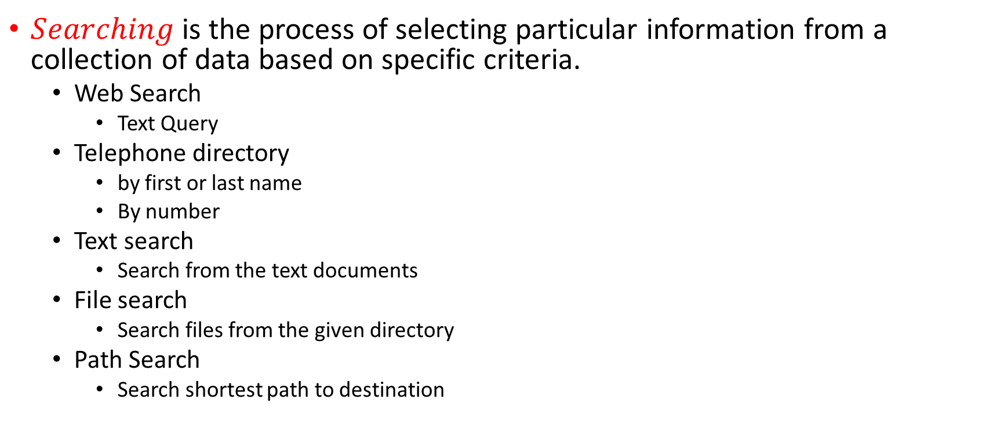 • Searching is the process of selecting particular information from a
collection of data based on specific criteria.
• Web Search
• Text Query
• Telephone directory
• by first or last name
• By number
• Text search
• Search from the text documents
• File search
• Search files from the given directory
• Path Search
• Search shortest path to destination